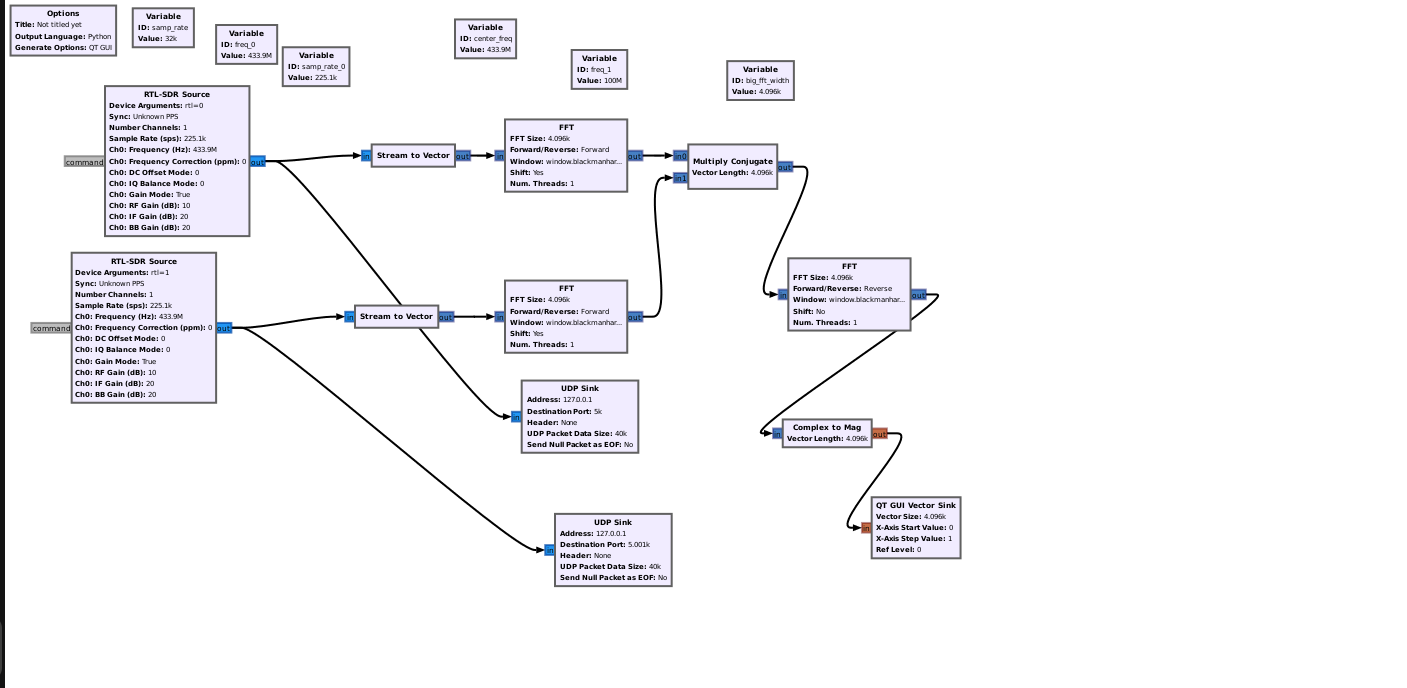 Options
Title: Not titled yet
Output Language: Python
Generate Options: QT GUI
Variable
ID: samp_rate
Value: 32k
Variable
ID: freq_0
Value: 433.9M
Variable
ID: samp_rate_0
Value: 225.1k
Variable
ID: center_freq
Value: 433.9M
Variable
ID: freq_1
Value: 100M
Variable
ID: big_fft_width
Value: 4.096k
RTL-SDR Source
Device Arguments: rtl=0
Sync: Unknown PPS
Number Channels: 1
Sample Rate (sps): 225.1k
Ch0: Frequency (Hz): 433.9M
Ch0: Frequency Correction (ppm): 0
Ch0: DC Offset Mode: 0
Ch0: IQ Balance Mode: 0
Ch0: Gain Mode: True
Ch0: RF Gain (dB): 10
Ch0: IF Gain (dB): 20
Ch0: BB Gain (dB): 20
command
out
in
Stream to Vector
out
in
FFT
FFT Size: 4.096k
Forward/Reverse: Forward
Window: window.blackmanhar...
Shift: Yes
Num. Threads: 1
out
in0
in1
Multiply Conjugate
Vector Length: 4.096k
out
RTL-SDR Source
Device Arguments: rtl=1
Sync: Unknown PPS
Number Channels: 1
Sample Rate (sps): 225.1k
Ch0: Frequency (Hz): 433.9M
Ch0: Frequency Correction (ppm): 0
Ch0: DC Offset Mode: 0
Ch0: IQ Balance Mode: 0
Ch0: Gain Mode: True
Ch0: RF Gain (dB): 10
Ch0: IF Gain (dB): 20
Ch0: BB Gain (dB): 20
command
out
in
Stream to Vector
out
in
FFT
FFT Size: 4.096k
Forward/Reverse: Forward
Window: window.blackmanhar...
Shift: Yes
Num. Threads: 1
out
in
FFT
FFT Size: 4.096k
Forward/Reverse: Reverse
Window: window.blackmanhar...
Shift: No
Num. Threads: 1
out
in
UDP Sink
Address: 127.0.0.1
Destination Port: 5k
Header: None
UDP Packet Data Size: 40k
Send Null Packet as EOF: No
in
Complex to Mag
Vector Length: 4.096k
out
in
QT GUI Vector Sink
Vector Size: 4.096k
X-Axis Start Value: 0
X-Axis Step Value: 1
Ref Level: 0
in
UDP Sink
Address: 127.0.0.1
Destination Port: 5.001k
Header: None
UDP Packet Data Size: 40k
Send Null Packet as EOF: No